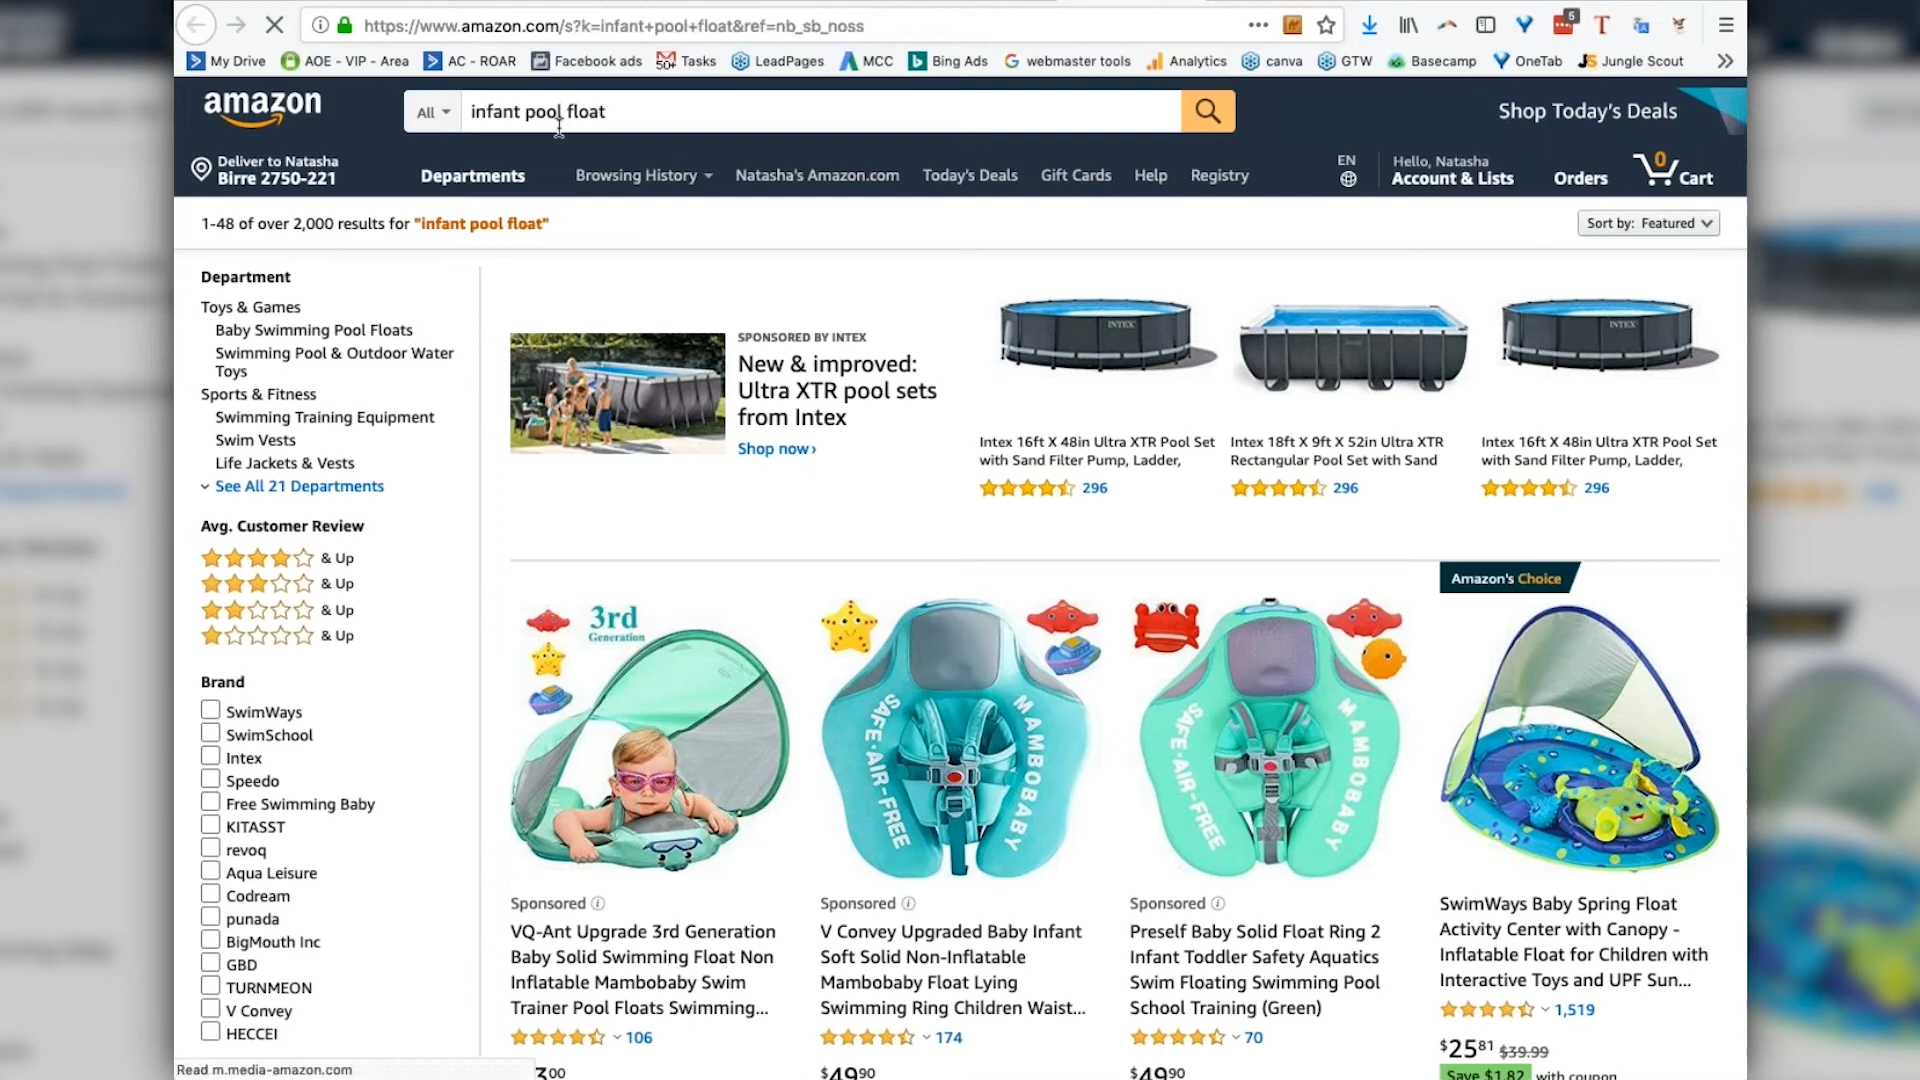 https://www.amazon.com/s?k=infant+pool+float&ref=nb_sb_noss
5
My Drive
AOE - VIP - Area
AC - ROAR
Facebook ads
50+ Tasks
LeadPages
MCC
Bing Ads
webmaster tools
Analytics
canva
GTW
Basecamp
OneTab
Jungle Scout
amazon
All
infant pool float
Shop Today's Deals
Deliver to Natasha
Birre 2750-221
Departments
Browsing History
Natasha's Amazon.com
Today's Deals
Gift Cards
Help
Registry
EN
Hello, Natasha
Account & Lists
Orders
0
Cart
1-48 of over 2,000 results for "infant pool float"
Sort by: Featured
Department
Toys & Games
Baby Swimming Pool Floats
Swimming Pool & Outdoor Water
Toys
Sports & Fitness
Swimming Training Equipment
Swim Vests
Life Jackets & Vests
See All 21 Departments
Avg. Customer Review
& Up
& Up
& Up
& Up
Brand
SwimWays
SwimSchool
Intex
Speedo
Free Swimming Baby
KITASST
revoq
Aqua Leisure
Codream
punada
BigMouth Inc
GBD
TURNMEON
V Convey
HECCEI
SPONSORED BY INTEX
New & improved:
Ultra XTR pool sets
from Intex
Shop now›
INTEX
INTEX
Intex 16ft X 48in Ultra XTR Pool Set
with Sand Filter Pump, Ladder,
296
Intex 18ft X 9ft X 52in Ultra XTR
Rectangular Pool Set with Sand
296
Intex 16ft X 48in Ultra XTR Pool Set
with Sand Filter Pump, Ladder,
296
3rd
Generation
Sponsored
VQ-Ant Upgrade 3rd Generation
Baby Solid Swimming Float Non
Inflatable Mambobaby Swim
Trainer Pool Floats Swimming...
106
3⁰⁰
SAFE·AIR-FREE
MAMBOBABY
Sponsored
V Convey Upgraded Baby Infant
Soft Solid Non-Inflatable
Mambobaby Float Lying
Swimming Ring Children Waist...
174
$49⁹⁰
SAFE·AIR-FREE
MAMBOBABY
Sponsored
Preself Baby Solid Float Ring 2
Infant Toddler Safety Aquatics
Swim Floating Swimming Pool
School Training (Green)
70
$49⁹⁰
Amazon's Choice
SwimWays Baby Spring Float
Activity Center with Canopy -
Inflatable Float for Children with
Interactive Toys and UPF Sun...
1,519
$25⁸¹ $39.99
Save $1.82 with coupon
Read m.media-amazon.com